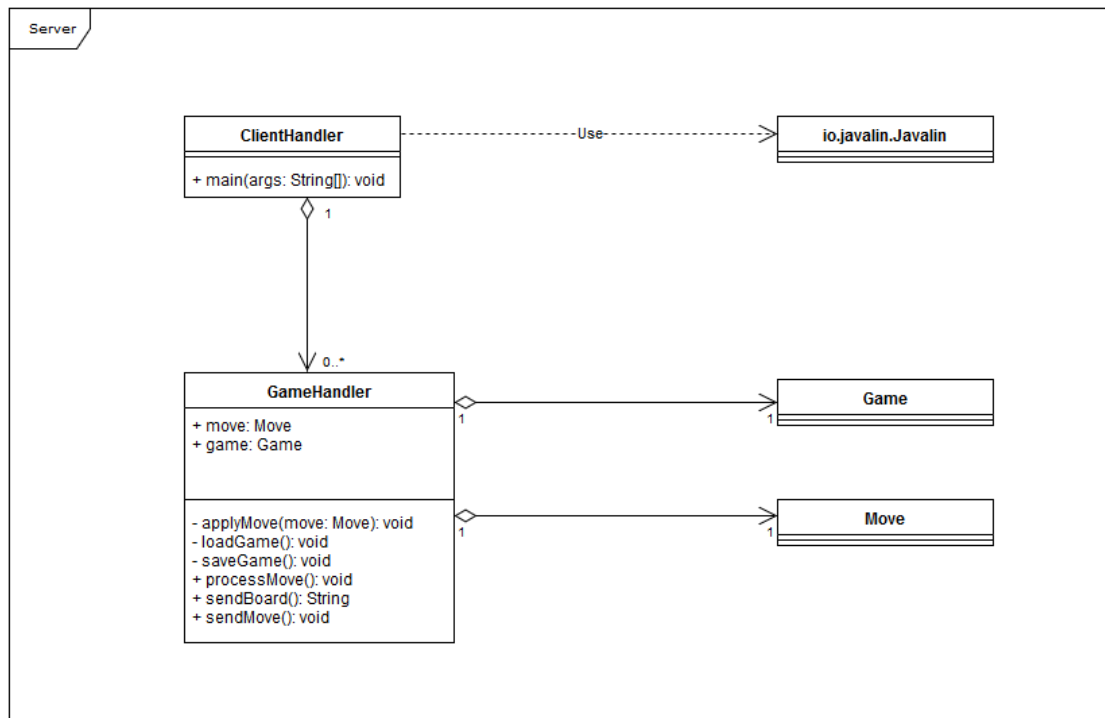 Server
ClientHandler
+ main(args: String[]): void
Use
io.javalin.Javalin
1
0..*
GameHandler
+ move: Move
+ game: Game
- applyMove(move: Move): void
- loadGame(): void
- saveGame(): void
+ processMove(): void
+ sendBoard(): String
+ sendMove(): void
1
1
Game
1
1
Move